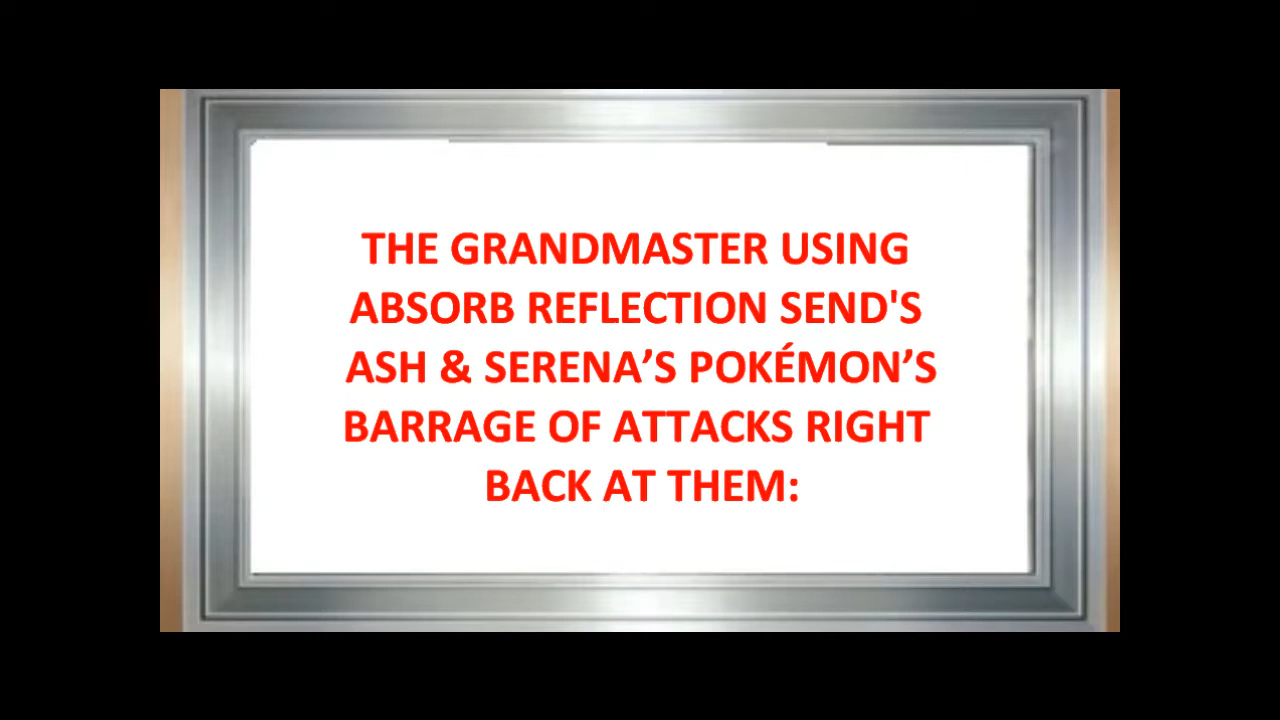 THE GRANDMASTER USING
ABSORB REFLECTION SEND'S
ASH & SERENA’S POKÉMON’S
BARRAGE OF ATTACKS RIGHT
BACK AT THEM: